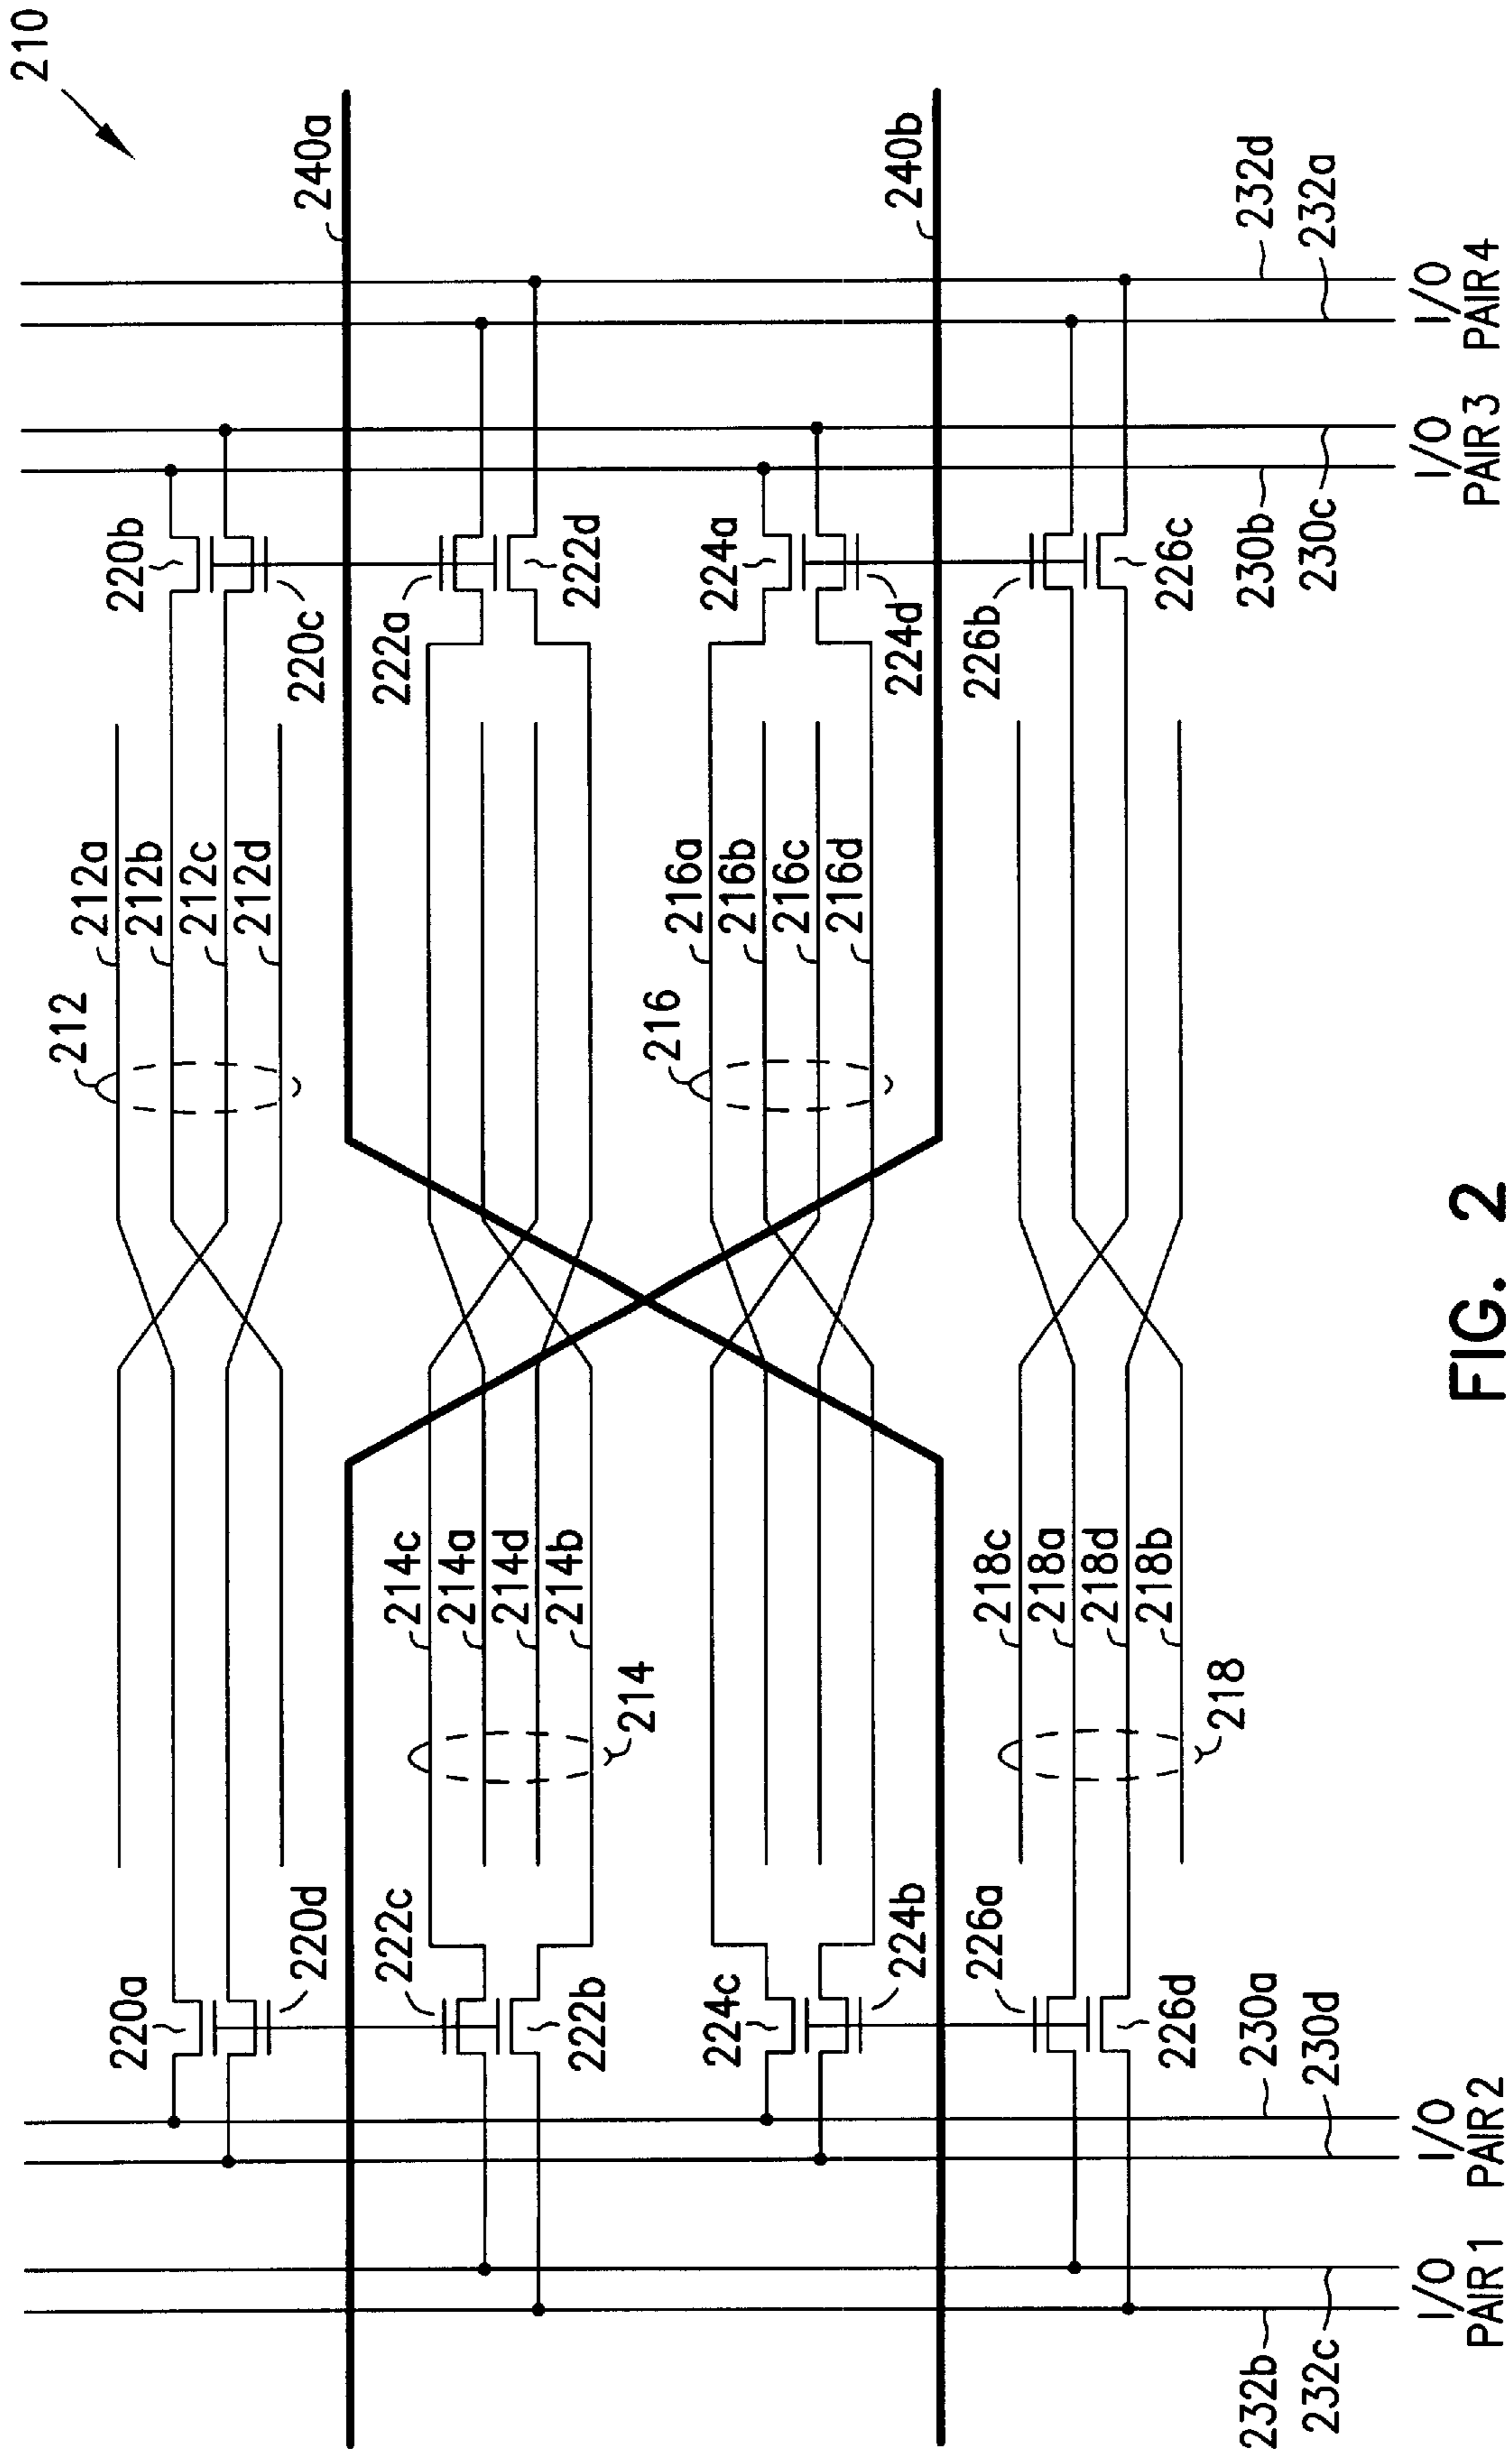 210
240a
240b
232d
232a
I/O
PAIR 4
I/O
PAIR 3
230b
230c
220b
220c
222a
222d
224a
224d
226b
226c
212
212a
212b
212c
212d
216
216a
216b
216c
216d
214c
214a
214d
214b
214
218c
218a
218d
218b
218
220a
220d
222c
222b
224c
224b
226a
226d
230a
230d
I/O
PAIR 2
I/O
PAIR 1
232b
232c
FIG. 2